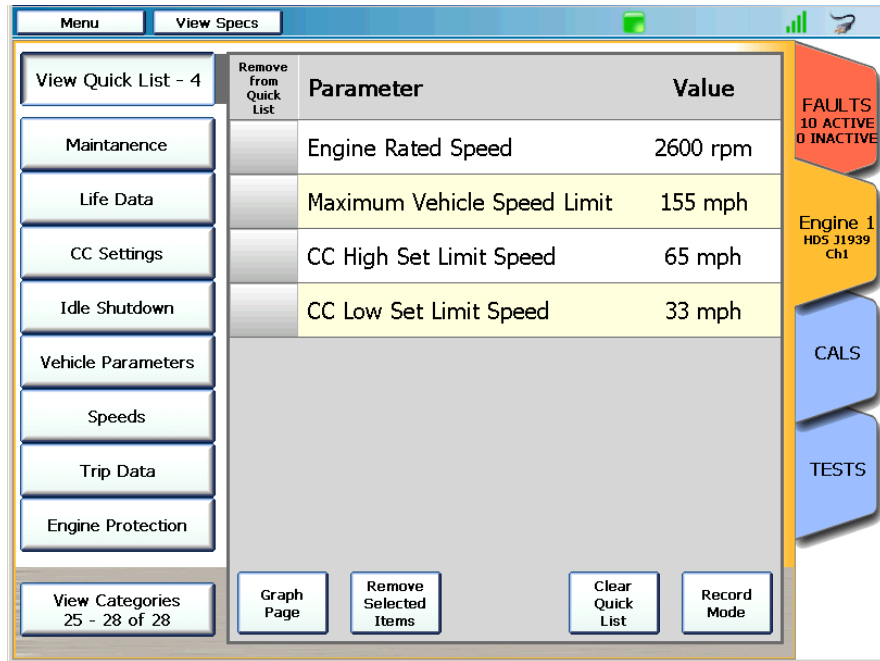 Menu
View Specs
View Quick List - 4
Maintanence
Life Data
CC Settings
Idle Shutdown
Vehicle Parameters
Speeds
Trip Data
Engine Protection
View Categories
25 - 28 of 28
Remove
from
Quick
List
Parameter
Value
Engine Rated Speed 2600 rpm
Maximum Vehicle Speed Limit 155 mph
CC High Set Limit Speed 65 mph
CC Low Set Limit Speed 33 mph
Graph
Page
Remove
Selected
Items
Clear
Quick
List
Record
Mode
FAULTS
10 ACTIVE
0 INACTIVE
Engine 1
HDS J1939
Ch1
CALS
TESTS